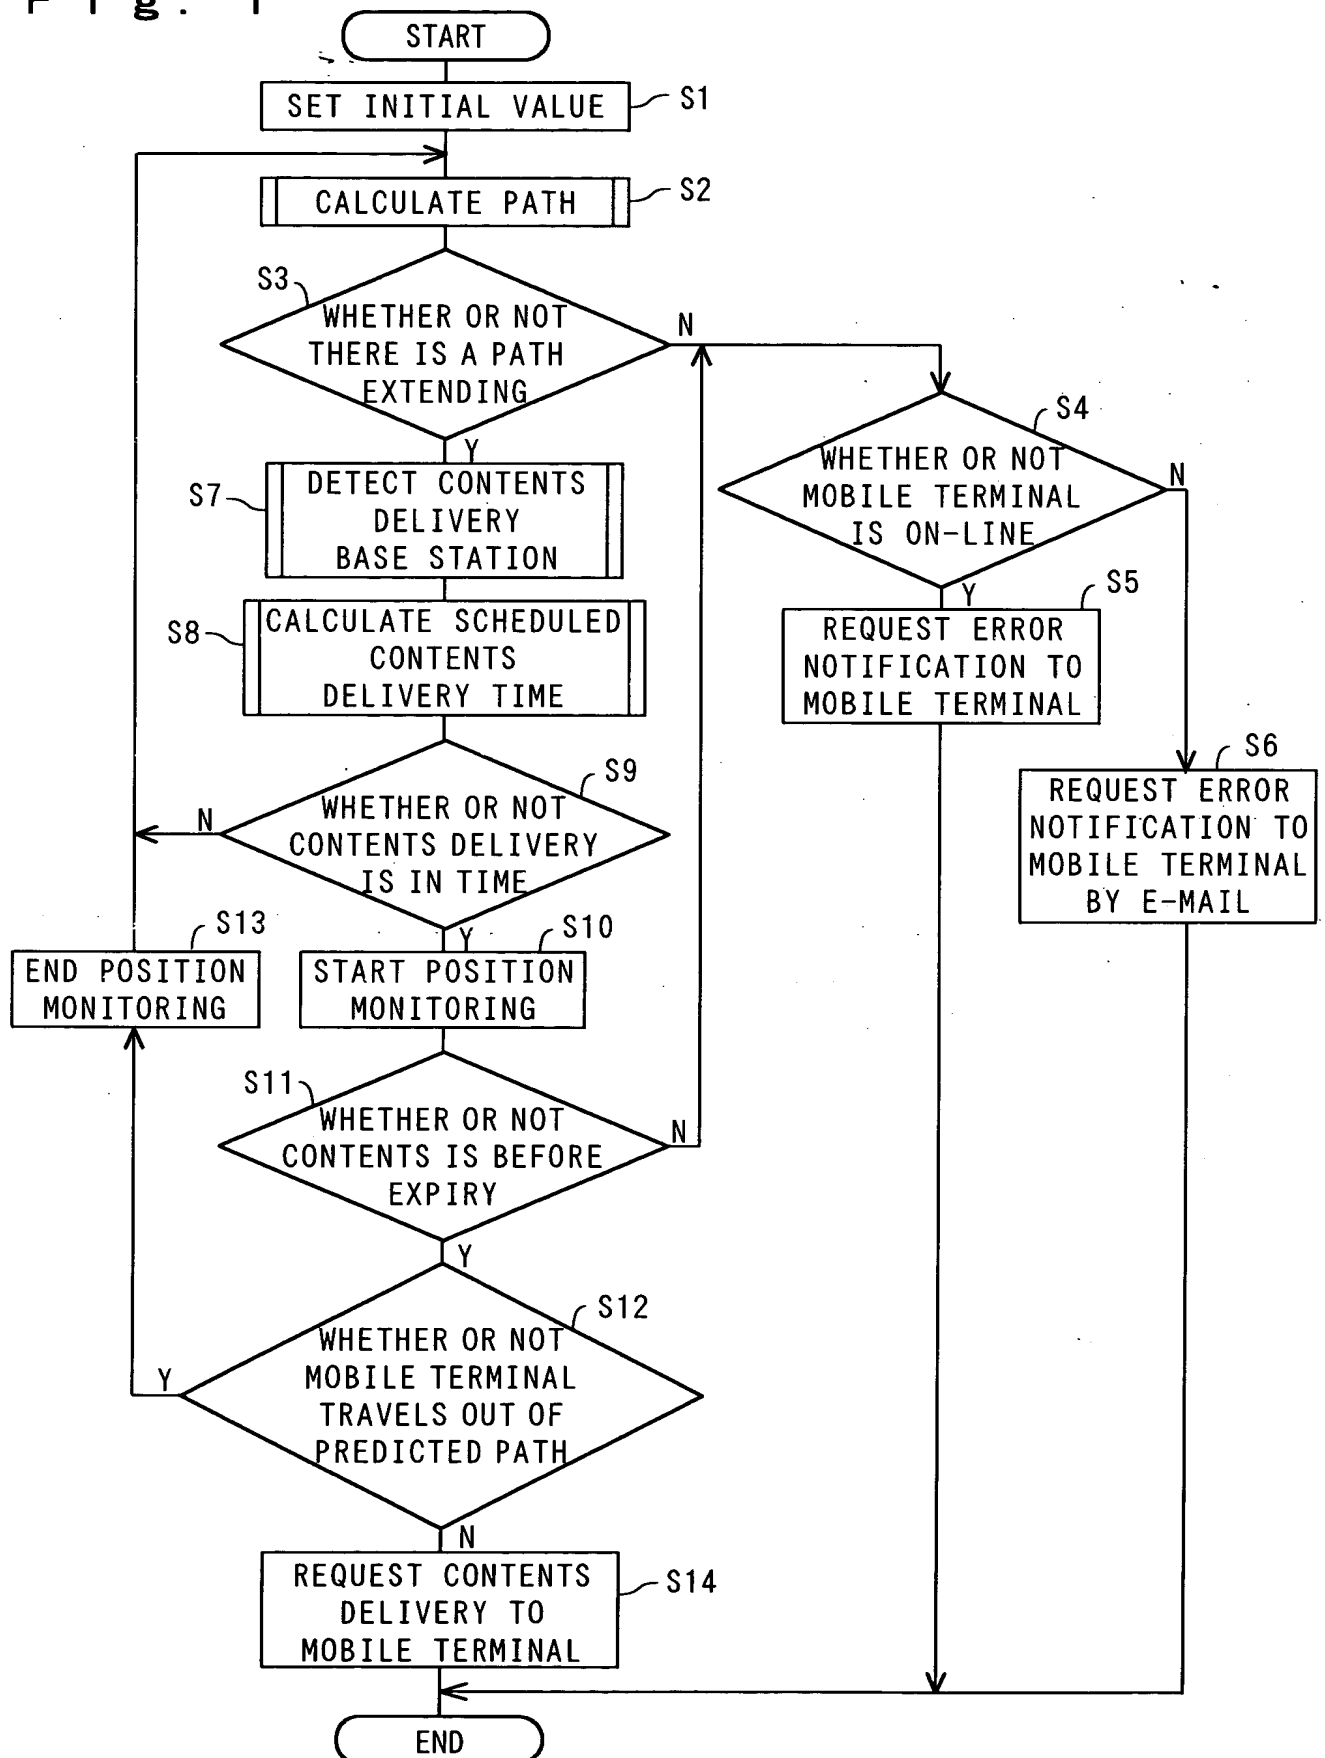 Fig. 1
START
SET INITIAL VALUE
S1
CALCULATE PATH
S2
S3
WHETHER OR NOT
THERE IS A PATH
EXTENDING
N
Y
S4
WHETHER OR NOT
MOBILE TERMINAL
IS ON-LINE
N
Y
S7
DETECT CONTENTS
DELIVERY
BASE STATION
S5
REQUEST ERROR
NOTIFICATION TO
MOBILE TERMINAL
S8
CALCULATE SCHEDULED
CONTENTS
DELIVERY TIME
S6
REQUEST ERROR
NOTIFICATION TO
MOBILE TERMINAL
BY E-MAIL
S9
WHETHER OR NOT
CONTENTS DELIVERY
IS IN TIME
N
Y
S13
END POSITION
MONITORING
S10
START POSITION
MONITORING
S11
WHETHER OR NOT
CONTENTS IS BEFORE
EXPIRY
N
Y
S12
WHETHER OR NOT
MOBILE TERMINAL
TRAVELS OUT OF
PREDICTED PATH
Y
N
REQUEST CONTENTS
DELIVERY TO
MOBILE TERMINAL
S14
END